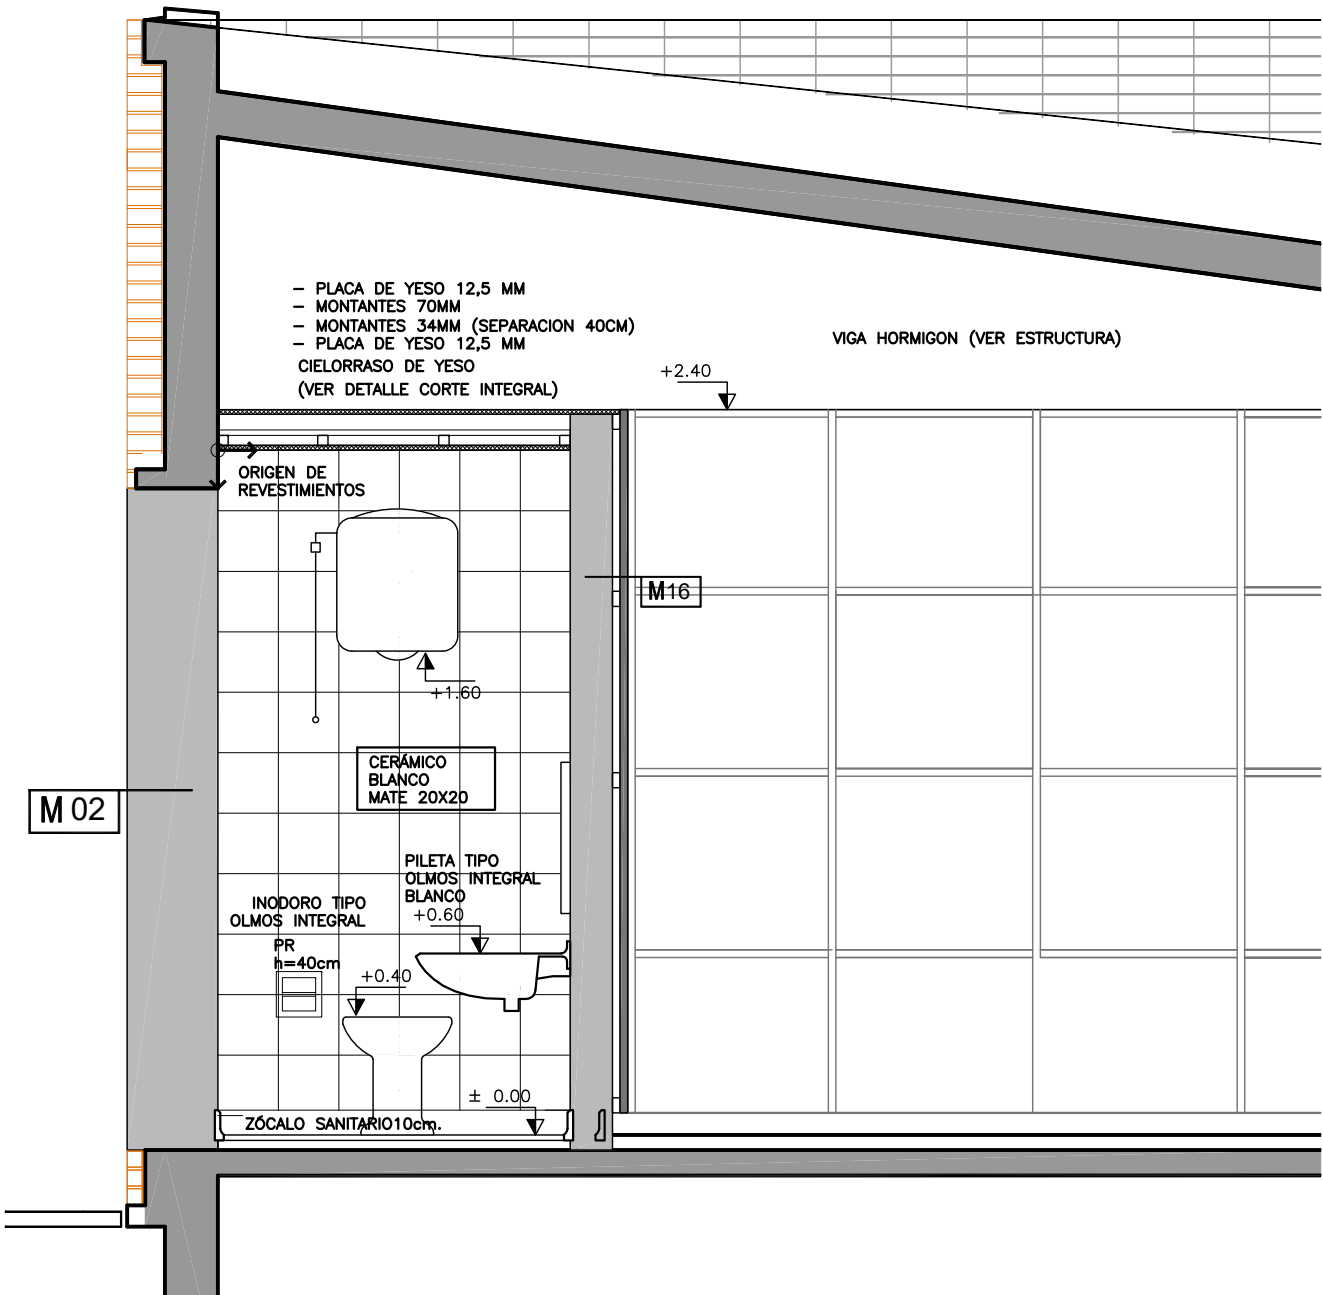 - PLACA DE YESO 12,5 MM
- MONTANTES 70MM
- MONTANTES 34MM (SEPARACION 40CM)
- PLACA DE YESO 12,5 MM
CIELORRASO DE YESO
(VER DETALLE CORTE INTEGRAL)
VIGA HORMIGON (VER ESTRUCTURA)
+2.40
ORIGEN DE
REVESTIMIENTOS
M16
+1.60
CERÁMICO
BLANCO
MATE 20X20
M 02
PILETA TIPO
OLMOS INTEGRAL
BLANCO
+0.60
INODORO TIPO
OLMOS INTEGRAL
PR
h=40cm
+0.40
± 0.00
ZÓCALO SANITARIO10cm.